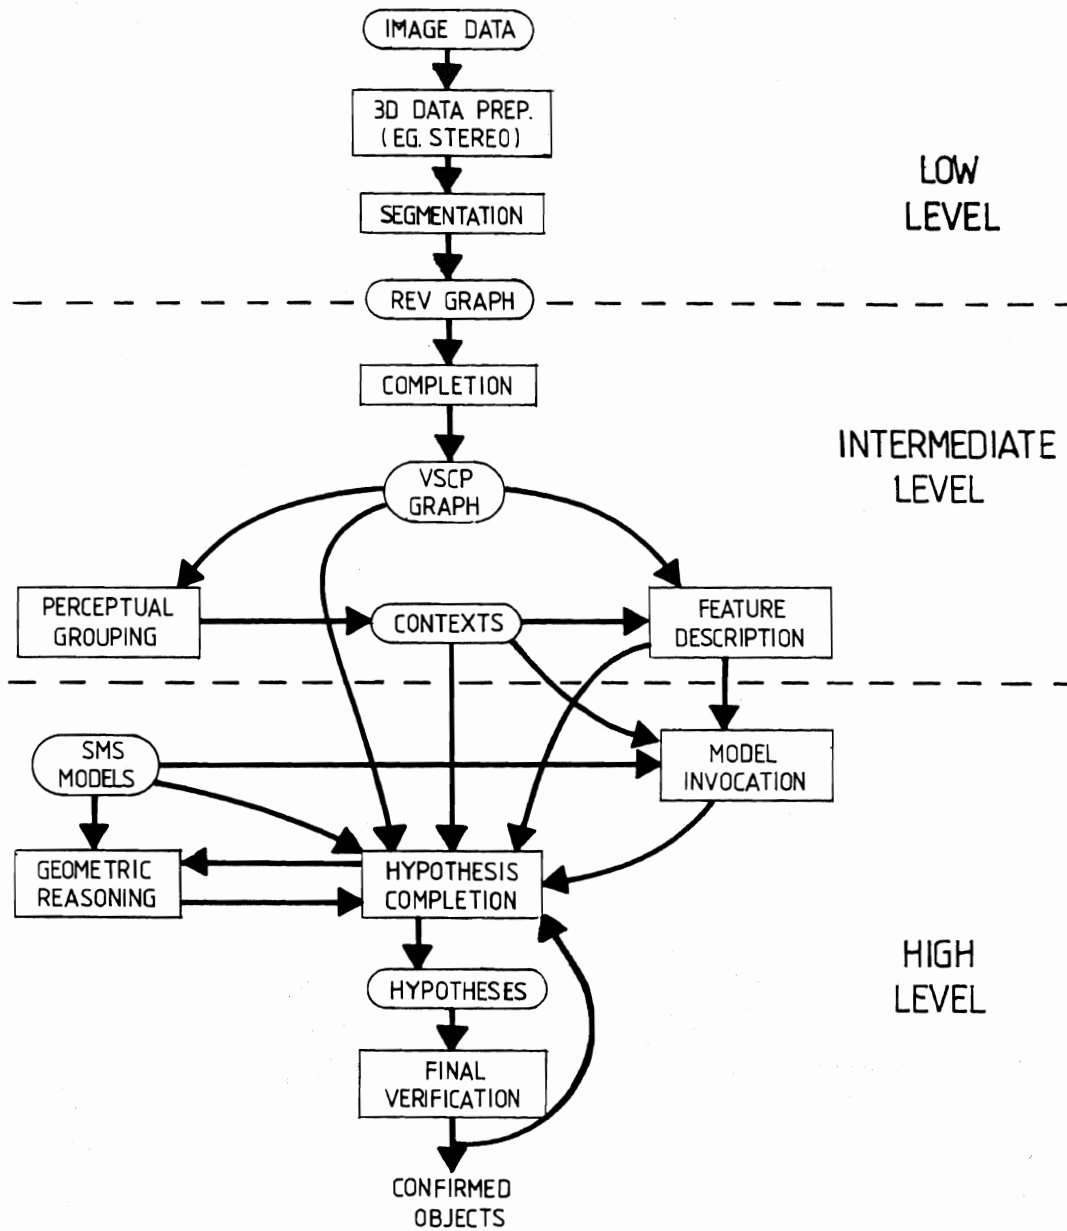 IMAGE DATA
3D DATA PREP.
(EG. STEREO)
SEGMENTATION
LOW
LEVEL
REV GRAPH
COMPLETION
VSCP
GRAPH
INTERMEDIATE
LEVEL
PERCEPTUAL
GROUPING
CONTEXTS
FEATURE
DESCRIPTION
SMS
MODELS
MODEL
INVOCATION
GEOMETRIC
REASONING
HYPOTHESIS
COMPLETION
HYPOTHESES
HIGH
LEVEL
FINAL
VERIFICATION
CONFIRMED
OBJECTS